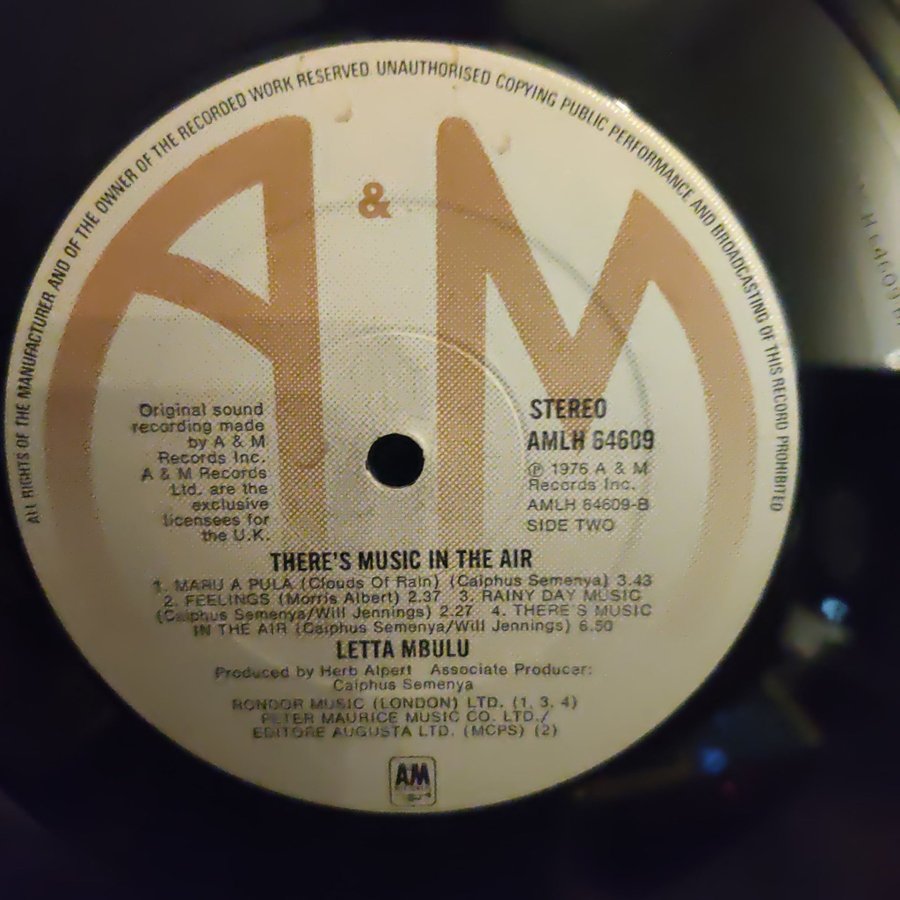 ALL RIGHTS OF THE MANUFACTURER AND OF THE OWNER OF THE RECORDED WORK RESERVED. UNAUTHORISED COPYING PUBLIC PERFORMANCE AND BROADCASTING OF THIS RECORD PROHIBITED
A & M
Original sound
recording made
by A & M
Records Inc.
A & M Records
Ltd. are the
exclusive
licensees for
the U.K.
STEREO
AMLH 64609
℗ 1976 A & M
Records Inc.
AMLH 64609-B
SIDE TWO
THERE'S MUSIC IN THE AIR
1. MARU A PULA (Clouds Of Rain) (Caiphus Semenya) 3.43
2. FEELINGS (Morris Albert) 2.37 3. RAINY DAY MUSIC
(Caiphus Semenya/Will Jennings) 2.27 4. THERE'S MUSIC
IN THE AIR (Caiphus Semenya/Will Jennings) 6.50
LETTA MBULU
Produced by Herb Alpert Associate Producer:
Caiphus Semenya
RONDOR MUSIC (LONDON) LTD. (1, 3, 4)
PETER MAURICE MUSIC CO. LTD./
EDITORE AUGUSTA LTD. (MCPS) (2)
AM